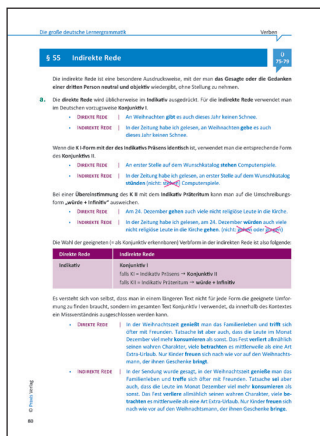 Die große deutsche Lernergrammatik Verben
§ 55 Indirekte Rede
Ü
75-79
Die indirekte Rede ist eine besondere Ausdrucksweise, mit der man das Gesagte oder die Gedanken
einer dritten Person neutral und objektiv wiedergibt, ohne Stellung zu nehmen.
a. Die direkte Rede wird üblicherweise im Indikativ ausgedrückt. Für die indirekte Rede verwendet man
im Deutschen vorzugsweise Konjunktiv I.
• DIREKTE REDE | An Weihnachten gibt es auch dieses Jahr keinen Schnee.
• INDIREKTE REDE | In der Zeitung habe ich gelesen, an Weihnachten gebe es auch
dieses Jahr keinen Schnee.
Wenn die K I-Form mit der des Indikativs Präsens identisch ist, verwendet man die entsprechende Form
des Konjunktivs II.
• DIREKTE REDE | An erster Stelle auf dem Wunschkatalog stehen Computerspiele.
• INDIREKTE REDE | In der Zeitung habe ich gelesen, an erster Stelle auf dem Wunschkatalog
stünden (nicht: stehen) Computerspiele.
Bei einer Übereinstimmung des K II mit dem Indikativ Präteritum kann man auf die Umschreibungs-
form „würde + Infinitiv" ausweichen.
• DIREKTE REDE | Am 24. Dezember gehen auch viele nicht religiöse Leute in die Kirche.
• INDIREKTE REDE | In der Zeitung habe ich gelesen, am 24. Dezember würden auch viele
nicht religiöse Leute in die Kirche gehen. (nicht: gehen oder gingen)
Die Wahl der geeigneten (= als Konjunktiv erkennbaren) Verbform in der indirekten Rede ist also folgende:
Direkte Rede Indirekte Rede
Indikativ Konjunktiv I
falls KI = Indikativ Präsens → Konjunktiv II
falls KII = Indikativ Präteritum → würde + Infinitiv
Es versteht sich von selbst, dass man in einem längeren Text nicht für jede Form die geeignete Umfor-
mung zu finden braucht, sondern im gesamten Text Konjunktiv I verwendet, da innerhalb des Kontextes
ein Missverständnis ausgeschlossen werden kann.
• DIREKTE REDE | In der Weihnachtszeit genießt man das Familienleben und trifft sich
öfter mit Freunden. Tatsache ist aber auch, dass die Leute im Monat
Dezember viel mehr konsumieren als sonst. Das Fest verliert allmählich
seinen wahren Charakter, viele betrachten es mittlerweile als eine Art
Extra-Urlaub. Nur Kinder freuen sich nach wie vor auf den Weihnachts-
mann, der ihnen Geschenke bringt.
• INDIREKTE REDE | In der Sendung wurde gesagt, in der Weihnachtszeit genieße man das
Familienleben und treffe sich öfter mit Freunden. Tatsache sei aber
auch, dass die Leute im Monat Dezember viel mehr konsumieren als
sonst. Das Fest verliere allmählich seinen wahren Charakter, viele be-
trachten es mittlerweile als eine Art Extra-Urlaub. Nur Kinder freuen sich
nach wie vor auf den Weihnachtsmann, der ihnen Geschenke bringe.
© Praxis Verlag
80